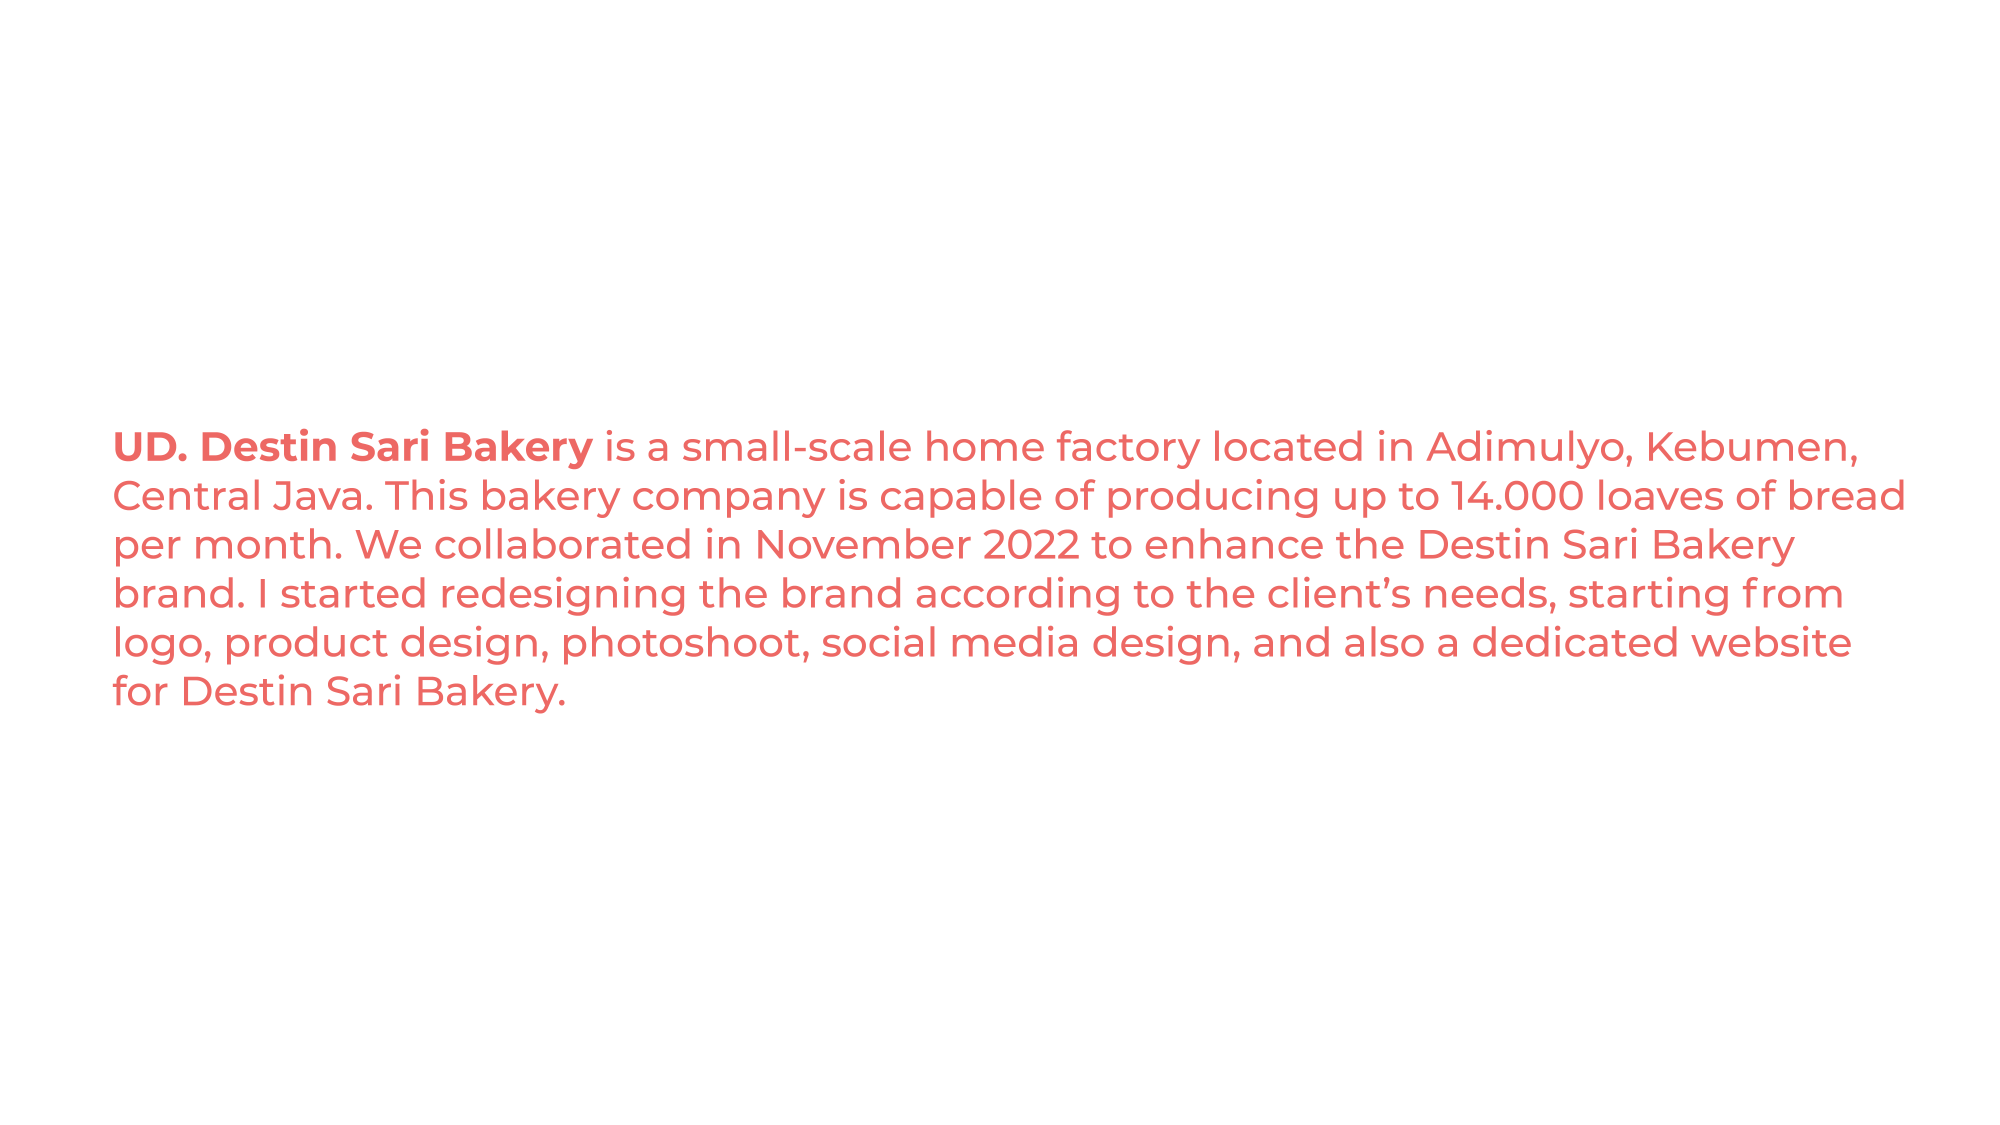 UD. Destin Sari Bakery is a small-scale home factory located in Adimulyo, Kebumen,
Central Java. This bakery company is capable of producing up to 14.000 loaves of bread
per month. We collaborated in November 2022 to enhance the Destin Sari Bakery
brand. I started redesigning the brand according to the client’s needs, starting from
logo, product design, photoshoot, social media design, and also a dedicated website
for Destin Sari Bakery.